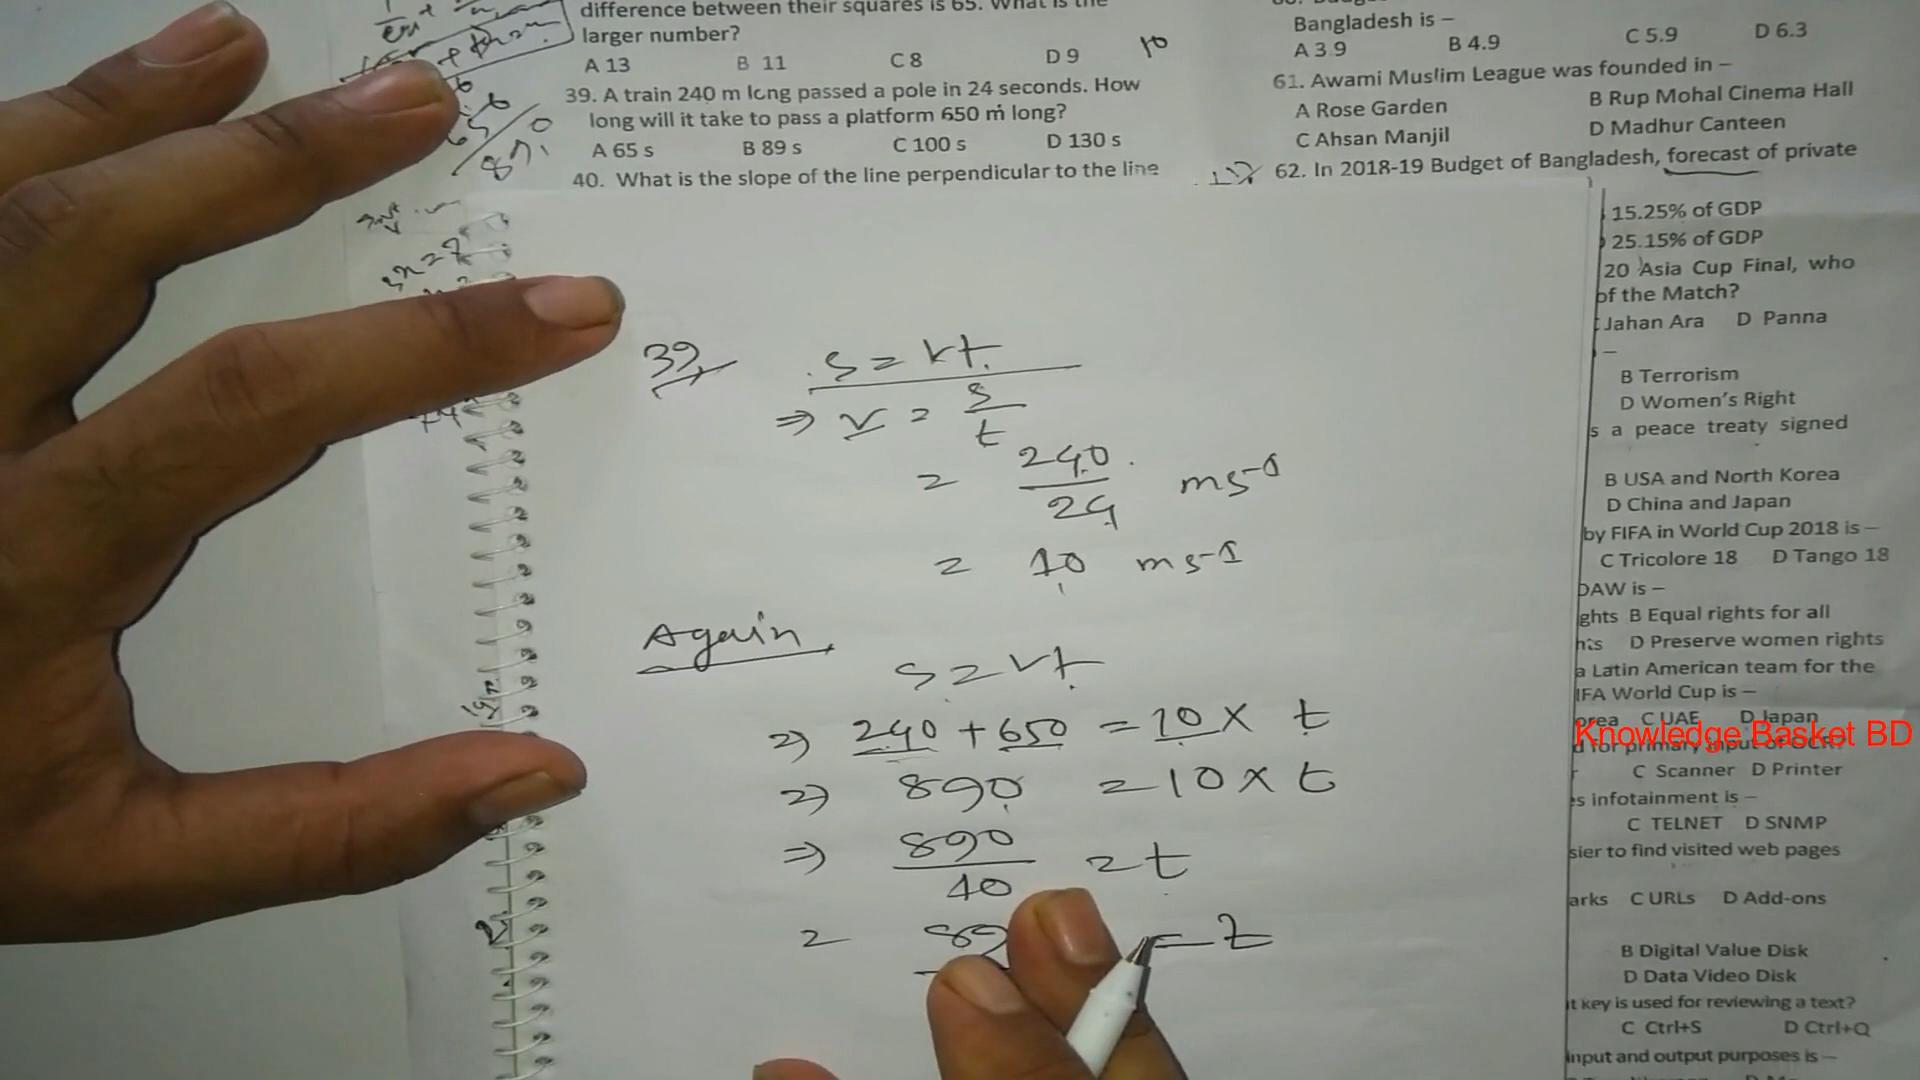 difference between their squares is 65. What is the
larger number?
A 13 B 11 C 8 D 9
10
39. A train 240 m long passed a pole in 24 seconds. How
long will it take to pass a platform 650 m long?
A 65 s B 89 s C 100 s D 130 s
40. What is the slope of the line perpendicular to the line
39
s = vt
⇒ v = s/t
= 240/24 ms-1
= 10 ms-1
Again,
s = vt
⇒ 240 + 650 = 10 × t
⇒ 890 = 10 × t
⇒ 890/10 = t
= 89 = t
Bangladesh is –
A 3.9 B 4.9 C 5.9 D 6.3
61. Awami Muslim League was founded in –
A Rose Garden B Rup Mohal Cinema Hall
C Ahsan Manjil D Madhur Canteen
62. In 2018-19 Budget of Bangladesh, forecast of private
15.25% of GDP
25.15% of GDP
20 Asia Cup Final, who
of the Match?
Jahan Ara D Panna
–
B Terrorism
D Women's Right
s a peace treaty signed
B USA and North Korea
D China and Japan
by FIFA in World Cup 2018 is –
C Tricolore 18 D Tango 18
DAW is –
ghts B Equal rights for all
D Preserve women rights
a Latin American team for the
IFA World Cup is –
orea C UAE D Japan
Knowledge Basket BD
d for primary input of
C Scanner D Printer
es infotainment is –
C TELNET D SNMP
sier to find visited web pages
arks C URLs D Add-ons
B Digital Value Disk
D Data Video Disk
it key is used for reviewing a text?
C Ctrl+S D Ctrl+Q
input and output purposes is –